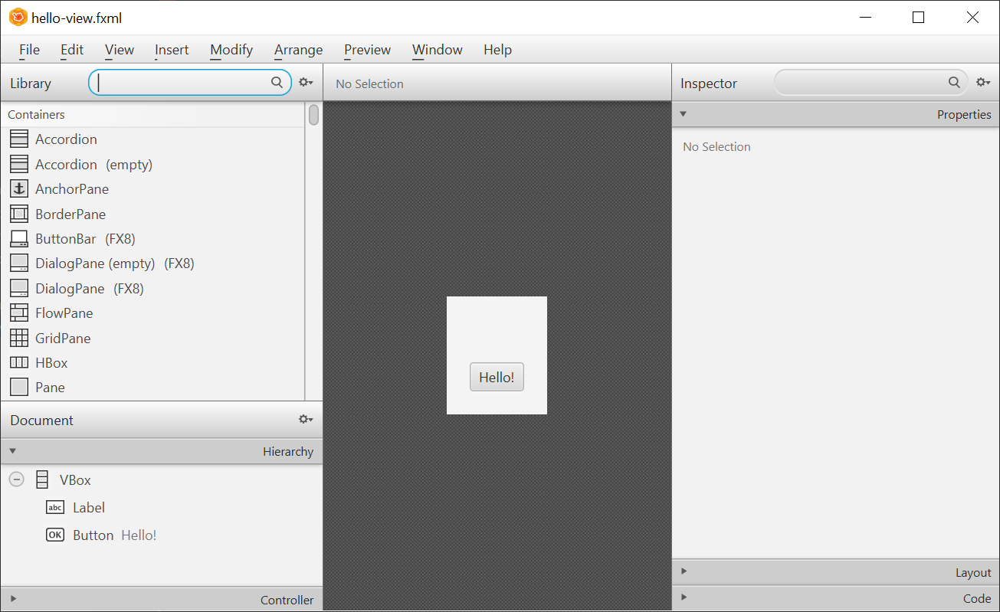 hello-view.fxml
File Edit View Insert Modify Arrange Preview Window Help
Library
No Selection
Inspector
Containers
Properties
Accordion
No Selection
Accordion (empty)
AnchorPane
BorderPane
ButtonBar (FX8)
DialogPane (empty) (FX8)
DialogPane (FX8)
FlowPane
GridPane
HBox
Pane
Hello!
Document
Hierarchy
VBox
abc Label
OK Button Hello!
Controller
Layout
Code